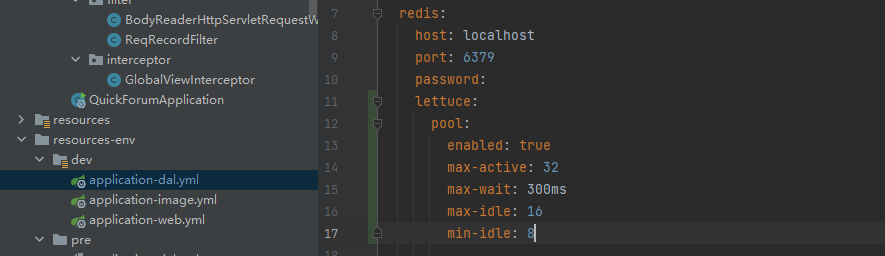 filter
BodyReaderHttpServletRequestW
ReqRecordFilter
interceptor
GlobalViewInterceptor
QuickForumApplication
resources
resources-env
dev
application-dal.yml
application-image.yml
application-web.yml
pre
7 redis:
8 host: localhost
9 port: 6379
10 password:
11 lettuce:
12 pool:
13 enabled: true
14 max-active: 32
15 max-wait: 300ms
16 max-idle: 16
17 min-idle: 8